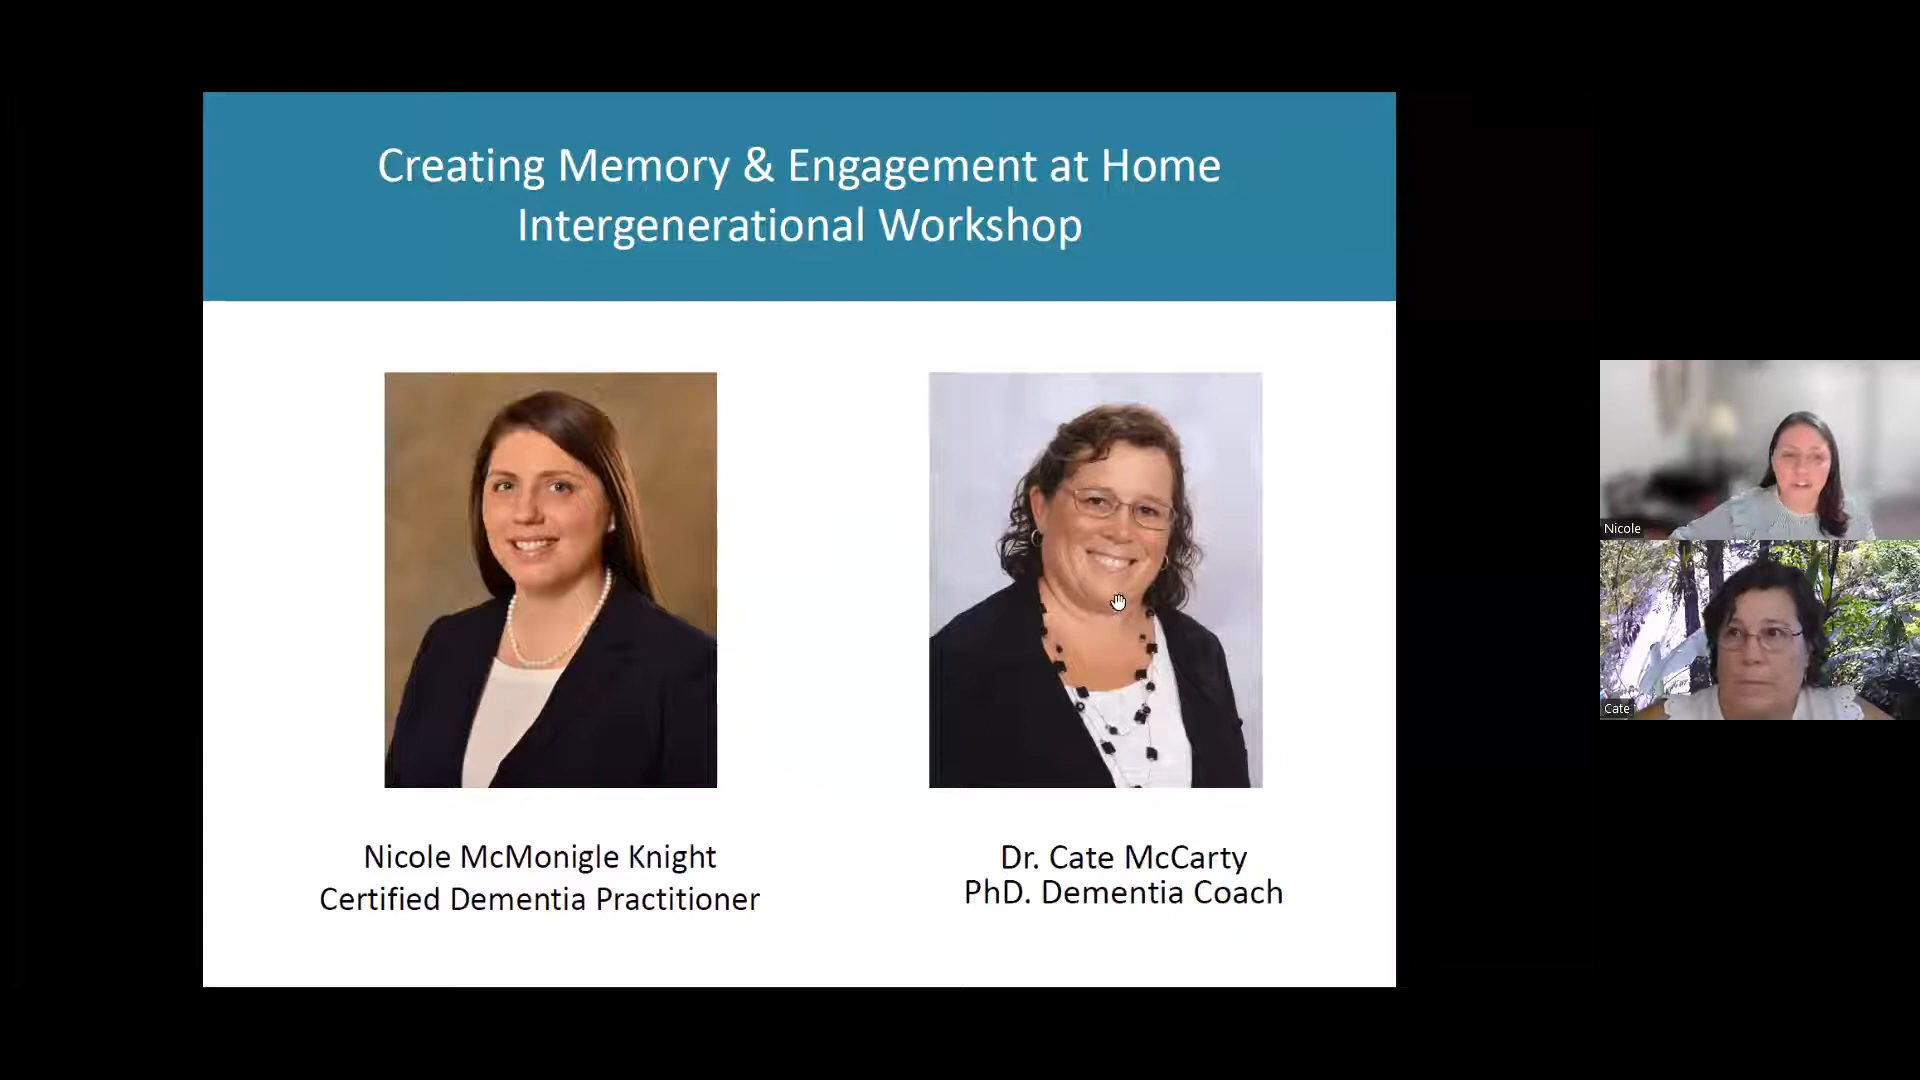 Creating Memory & Engagement at Home
Intergenerational Workshop
Nicole McMonigle Knight
Certified Dementia Practitioner
Dr. Cate McCarty
PhD. Dementia Coach
Nicole
Cate